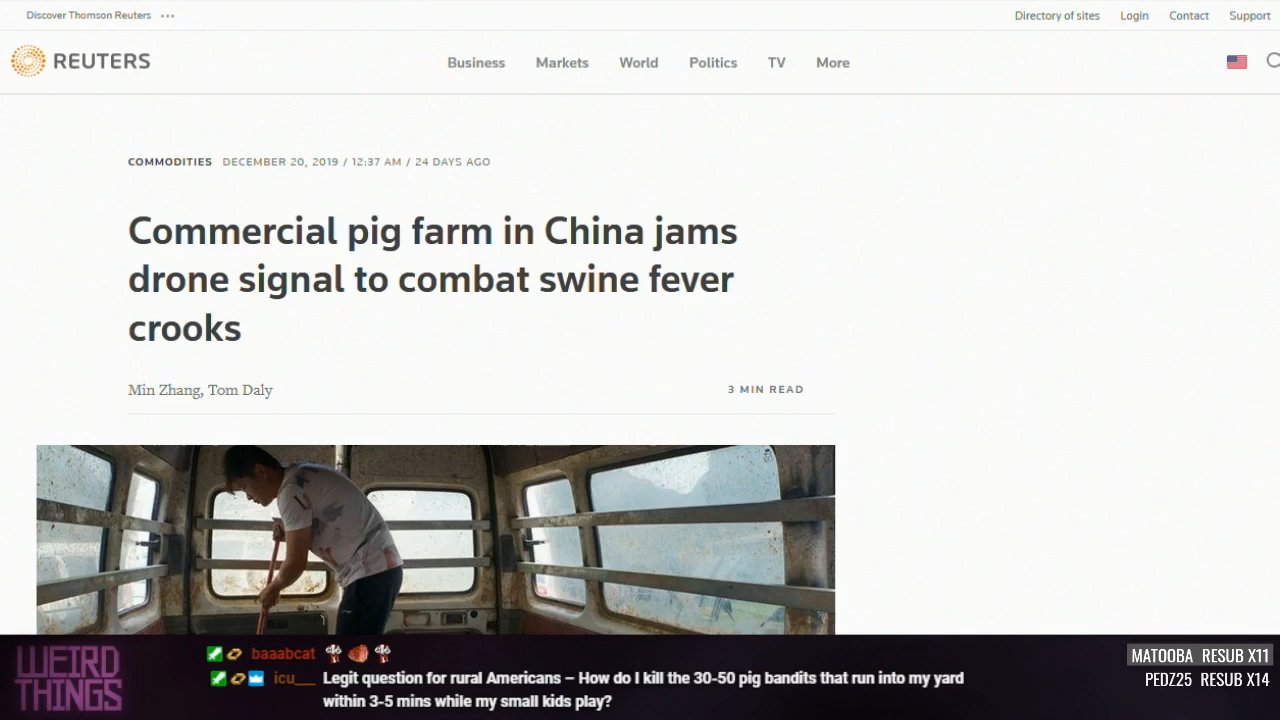 Discover Thomson Reuters •••
Directory of sites Login Contact Support
REUTERS
Business Markets World Politics TV More
COMMODITIES DECEMBER 20, 2019 / 12:37 AM / 24 DAYS AGO
Commercial pig farm in China jams
drone signal to combat swine fever
crooks
Min Zhang, Tom Daly
3 MIN READ
WEIRD
THINGS
baaabcat
icu__ Legit question for rural Americans – How do I kill the 30-50 pig bandits that run into my yard
within 3-5 mins while my small kids play?
MATOOBA RESUB X11
PEDZ25 RESUB X14